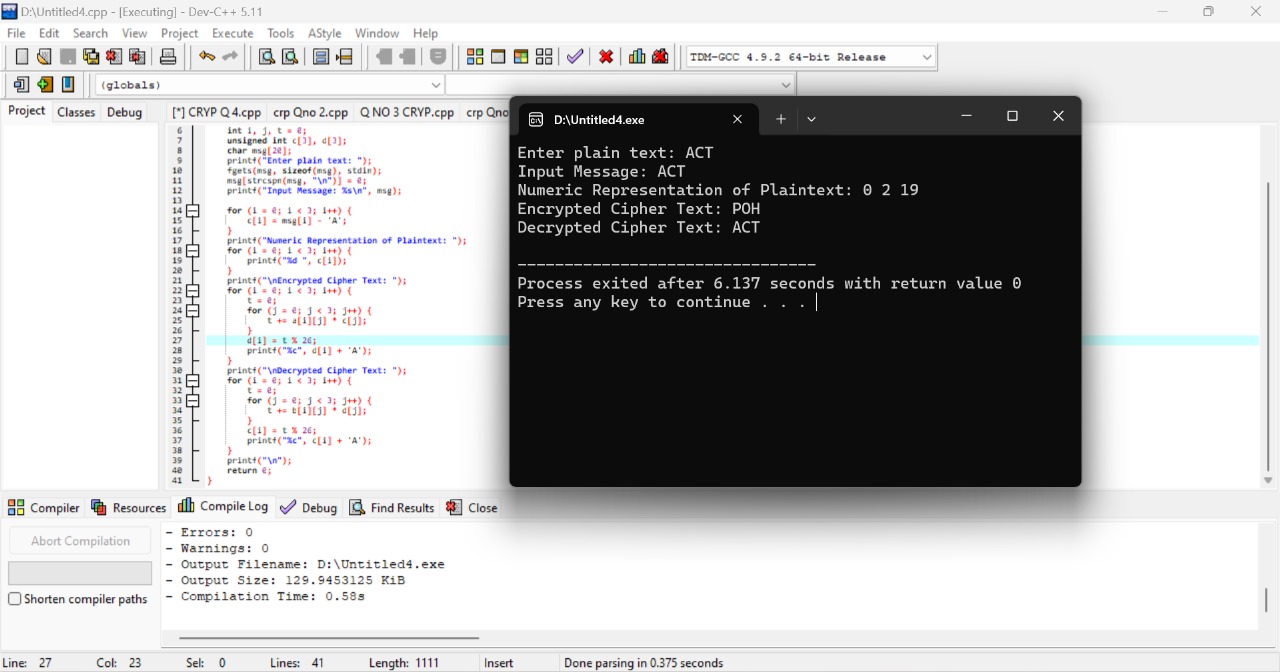 D:\Untitled4.cpp - [Executing] - Dev-C++ 5.11
File Edit Search View Project Execute Tools AStyle Window Help
TDM-GCC 4.9.2 64-bit Release
(globals)
Project Classes Debug
[*] CRYP Q 4.cpp crp Qno 2.cpp Q NO 3 CRYP.cpp crp Qno
6 int i, j, t = 0;
7 unsigned int c[3], d[3];
8 char msg[20];
9 printf("Enter plain text: ");
10 fgets(msg, sizeof(msg), stdin);
11 msg[strcspn(msg, "\n")] = 0;
12 printf("Input Message: %s\n", msg);
13
14 for (i = 0; i < 3; i++) {
15 c[i] = msg[i] - 'A';
16 }
17 printf("Numeric Representation of Plaintext: ");
18 for (i = 0; i < 3; i++) {
19 printf("%d ", c[i]);
20 }
21 printf("\nEncrypted Cipher Text: ");
22 for (i = 0; i < 3; i++) {
23 t = 0;
24 for (j = 0; j < 3; j++) {
25 t += a[i][j] * c[j];
26 }
27 d[i] = t % 26;
28 printf("%c", d[i] + 'A');
29 }
30 printf("\nDecrypted Cipher Text: ");
31 for (i = 0; i < 3; i++) {
32 t = 0;
33 for (j = 0; j < 3; j++) {
34 t += b[i][j] * d[j];
35 }
36 c[i] = t % 26;
37 printf("%c", c[i] + 'A');
38 }
39 printf("\n");
40 return 0;
41 }
D:\Untitled4.exe
Enter plain text: ACT
Input Message: ACT
Numeric Representation of Plaintext: 0 2 19
Encrypted Cipher Text: POH
Decrypted Cipher Text: ACT
--------------------------------
Process exited after 6.137 seconds with return value 0
Press any key to continue . . .
Compiler Resources Compile Log Debug Find Results Close
Abort Compilation
Shorten compiler paths
- Errors: 0
- Warnings: 0
- Output Filename: D:\Untitled4.exe
- Output Size: 129.9453125 KiB
- Compilation Time: 0.58s
Line: 27 Col: 23 Sel: 0 Lines: 41 Length: 1111 Insert Done parsing in 0.375 seconds